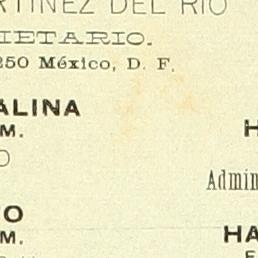 RTINEZ DEL RIO
IETARIO.
250 México, D. F.
ALINA
M.
O
H
Admin
O
M.
HA